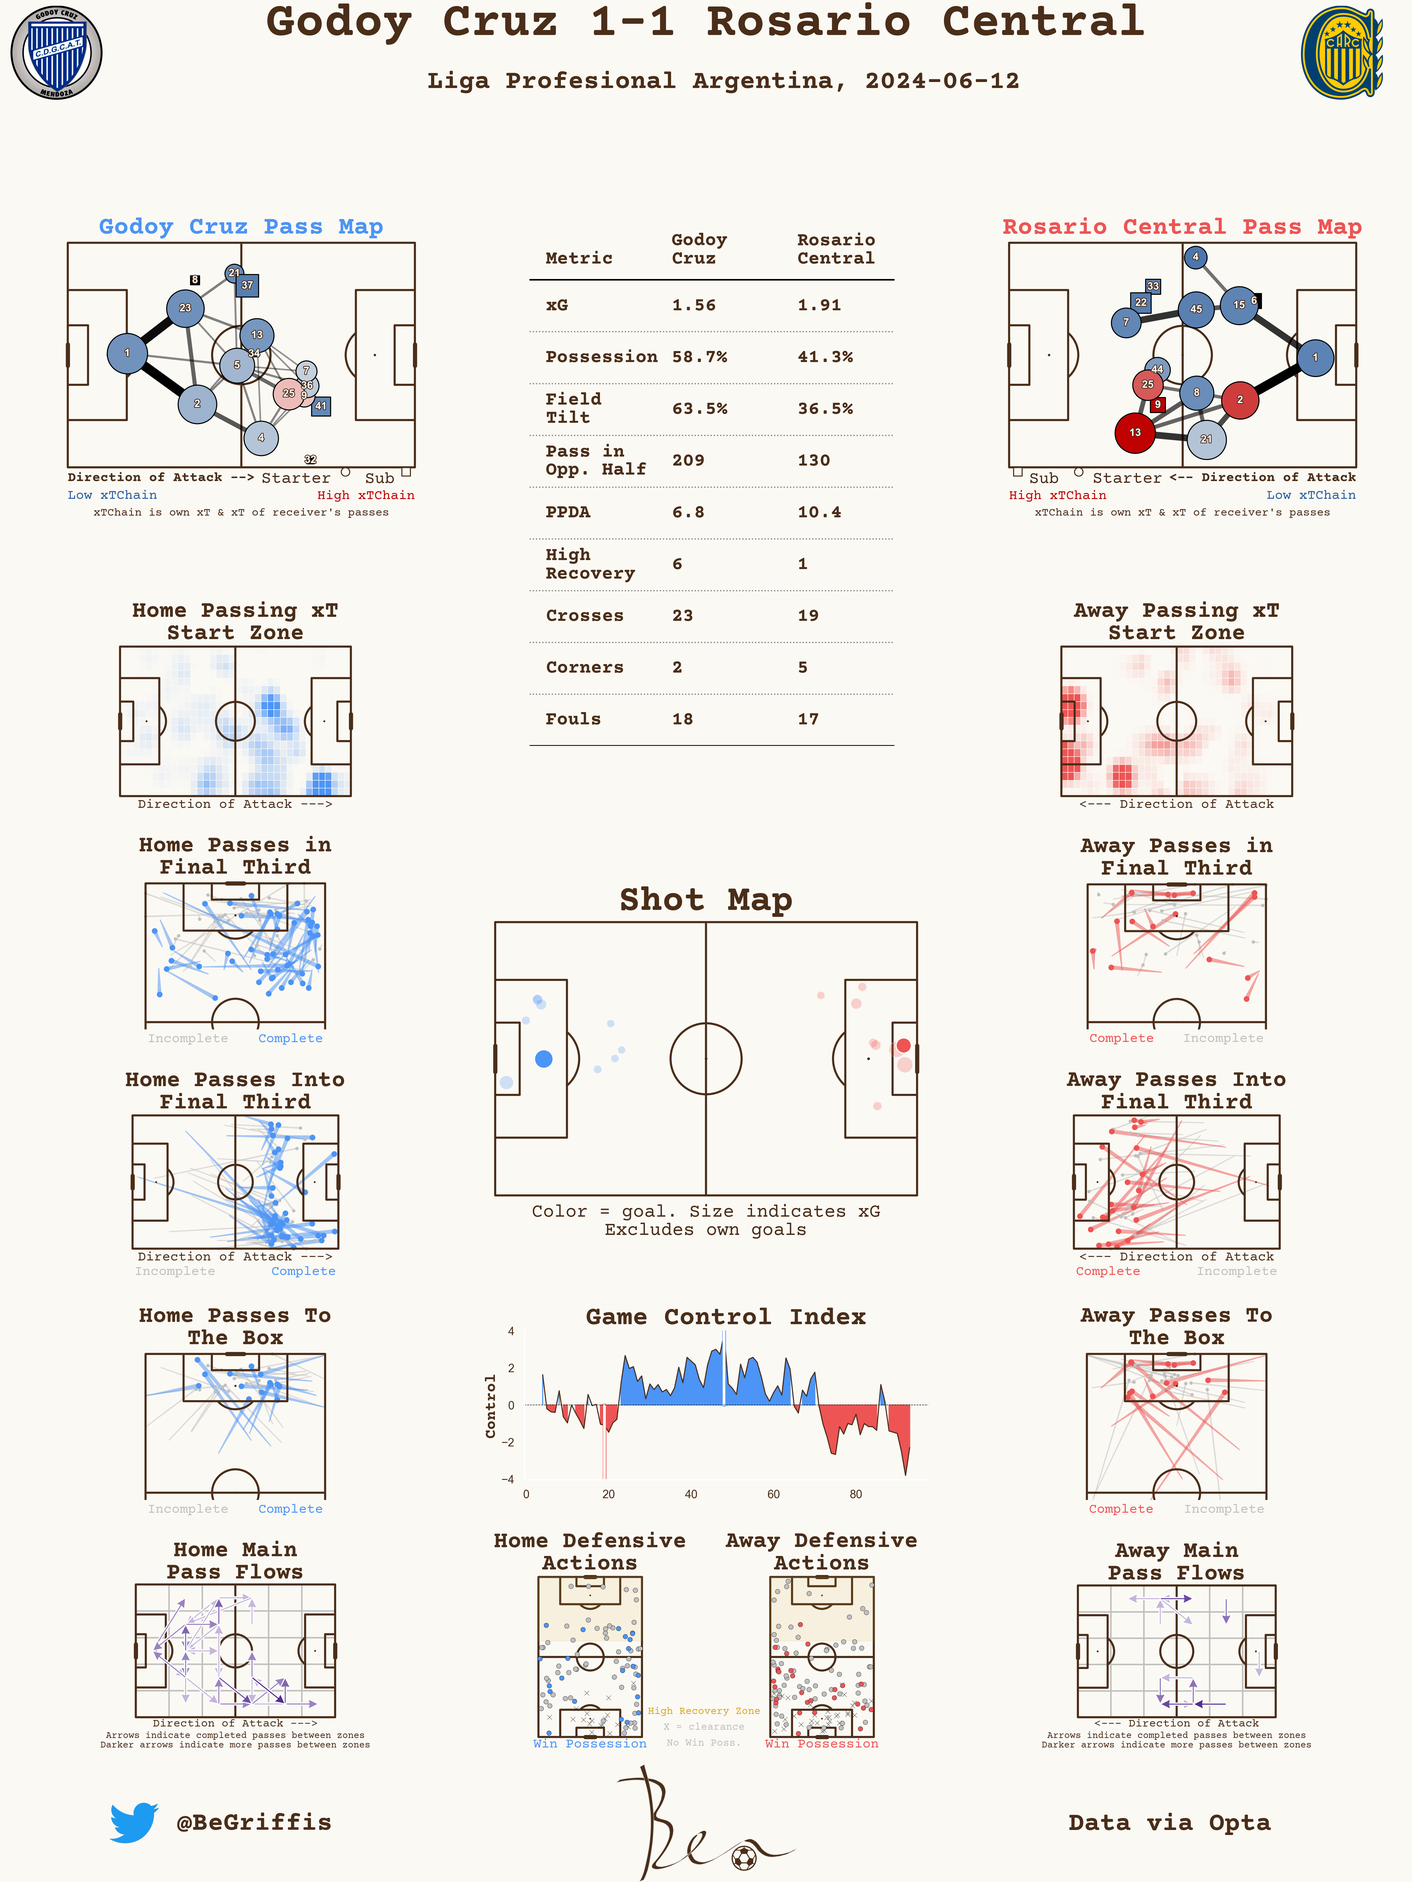 Godoy Cruz 1-1 Rosario Central
Liga Profesional Argentina, 2024-06-12
GODOY CRUZ
C.D.G.C.A.T.
MENDOZA
CARC
Godoy Cruz Pass Map
8
21
37
23
13
1
34
5
7
36
25
9
2
41
4
32
Direction of Attack --> Starter Sub
Low xTChain High xTChain
xTChain is own xT & xT of receiver's passes
Metric Godoy Cruz Rosario Central
xG 1.56 1.91
Possession 58.7% 41.3%
Field Tilt 63.5% 36.5%
Pass in Opp. Half 209 130
PPDA 6.8 10.4
High Recovery 6 1
Crosses 23 19
Corners 2 5
Fouls 18 17
Rosario Central Pass Map
4
33
22
6
15
45
7
1
44
25
8
2
9
13
21
Sub Starter <-- Direction of Attack
High xTChain Low xTChain
xTChain is own xT & xT of receiver's passes
Home Passing xT
Start Zone
Direction of Attack --->
Away Passing xT
Start Zone
<--- Direction of Attack
Home Passes in
Final Third
Incomplete Complete
Shot Map
Color = goal. Size indicates xG
Excludes own goals
Away Passes in
Final Third
Complete Incomplete
Home Passes Into
Final Third
Direction of Attack --->
Incomplete Complete
Away Passes Into
Final Third
<--- Direction of Attack
Complete Incomplete
Home Passes To
The Box
Incomplete Complete
Game Control Index
Control
4
2
0
−2
−4
0 20 40 60 80
Away Passes To
The Box
Complete Incomplete
Home Main
Pass Flows
Direction of Attack --->
Arrows indicate completed passes between zones
Darker arrows indicate more passes between zones
Home Defensive
Actions
Win Possession
High Recovery Zone
X = clearance
No Win Poss.
Away Defensive
Actions
Win Possession
Away Main
Pass Flows
<--- Direction of Attack
Arrows indicate completed passes between zones
Darker arrows indicate more passes between zones
@BeGriffis
Ben
Data via Opta